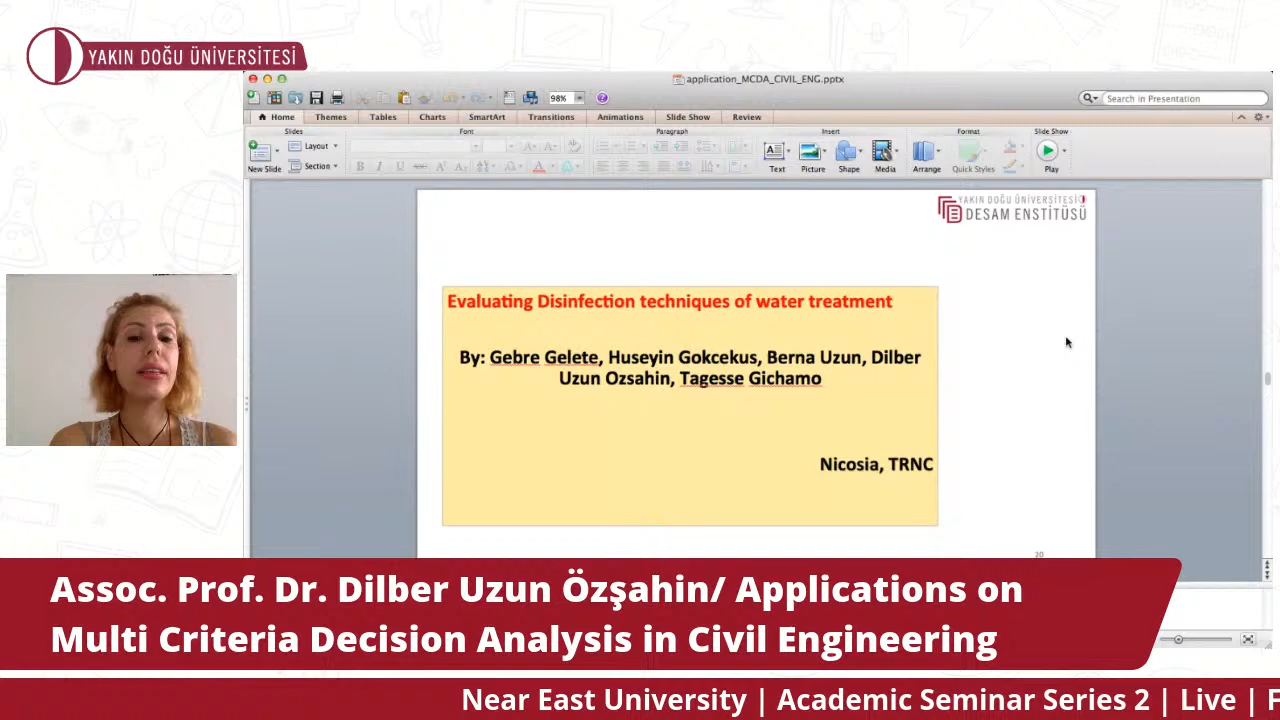 YAKIN DOĞU ÜNİVERSİTESİ
application_MCDA_CIVIL_ENG.pptx
98%
Search in Presentation
Home
Themes
Tables
Charts
SmartArt
Transitions
Animations
Slide Show
Review
Slides
Font
Paragraph
Insert
Format
Slide Show
New Slide
Layout
Section
Text
Picture
Shape
Media
Arrange
Quick Styles
Play
YAKIN DOĞU ÜNİVERSİTESİ
DESAM ENSTİTÜSÜ
Evaluating Disinfection techniques of water treatment
By: Gebre Gelete, Huseyin Gokcekus, Berna Uzun, Dilber
Uzun Ozsahin, Tagesse Gichamo
Nicosia, TRNC
20
Assoc. Prof. Dr. Dilber Uzun Özşahin/ Applications on
Multi Criteria Decision Analysis in Civil Engineering
Near East University | Academic Seminar Series 2 | Live | F